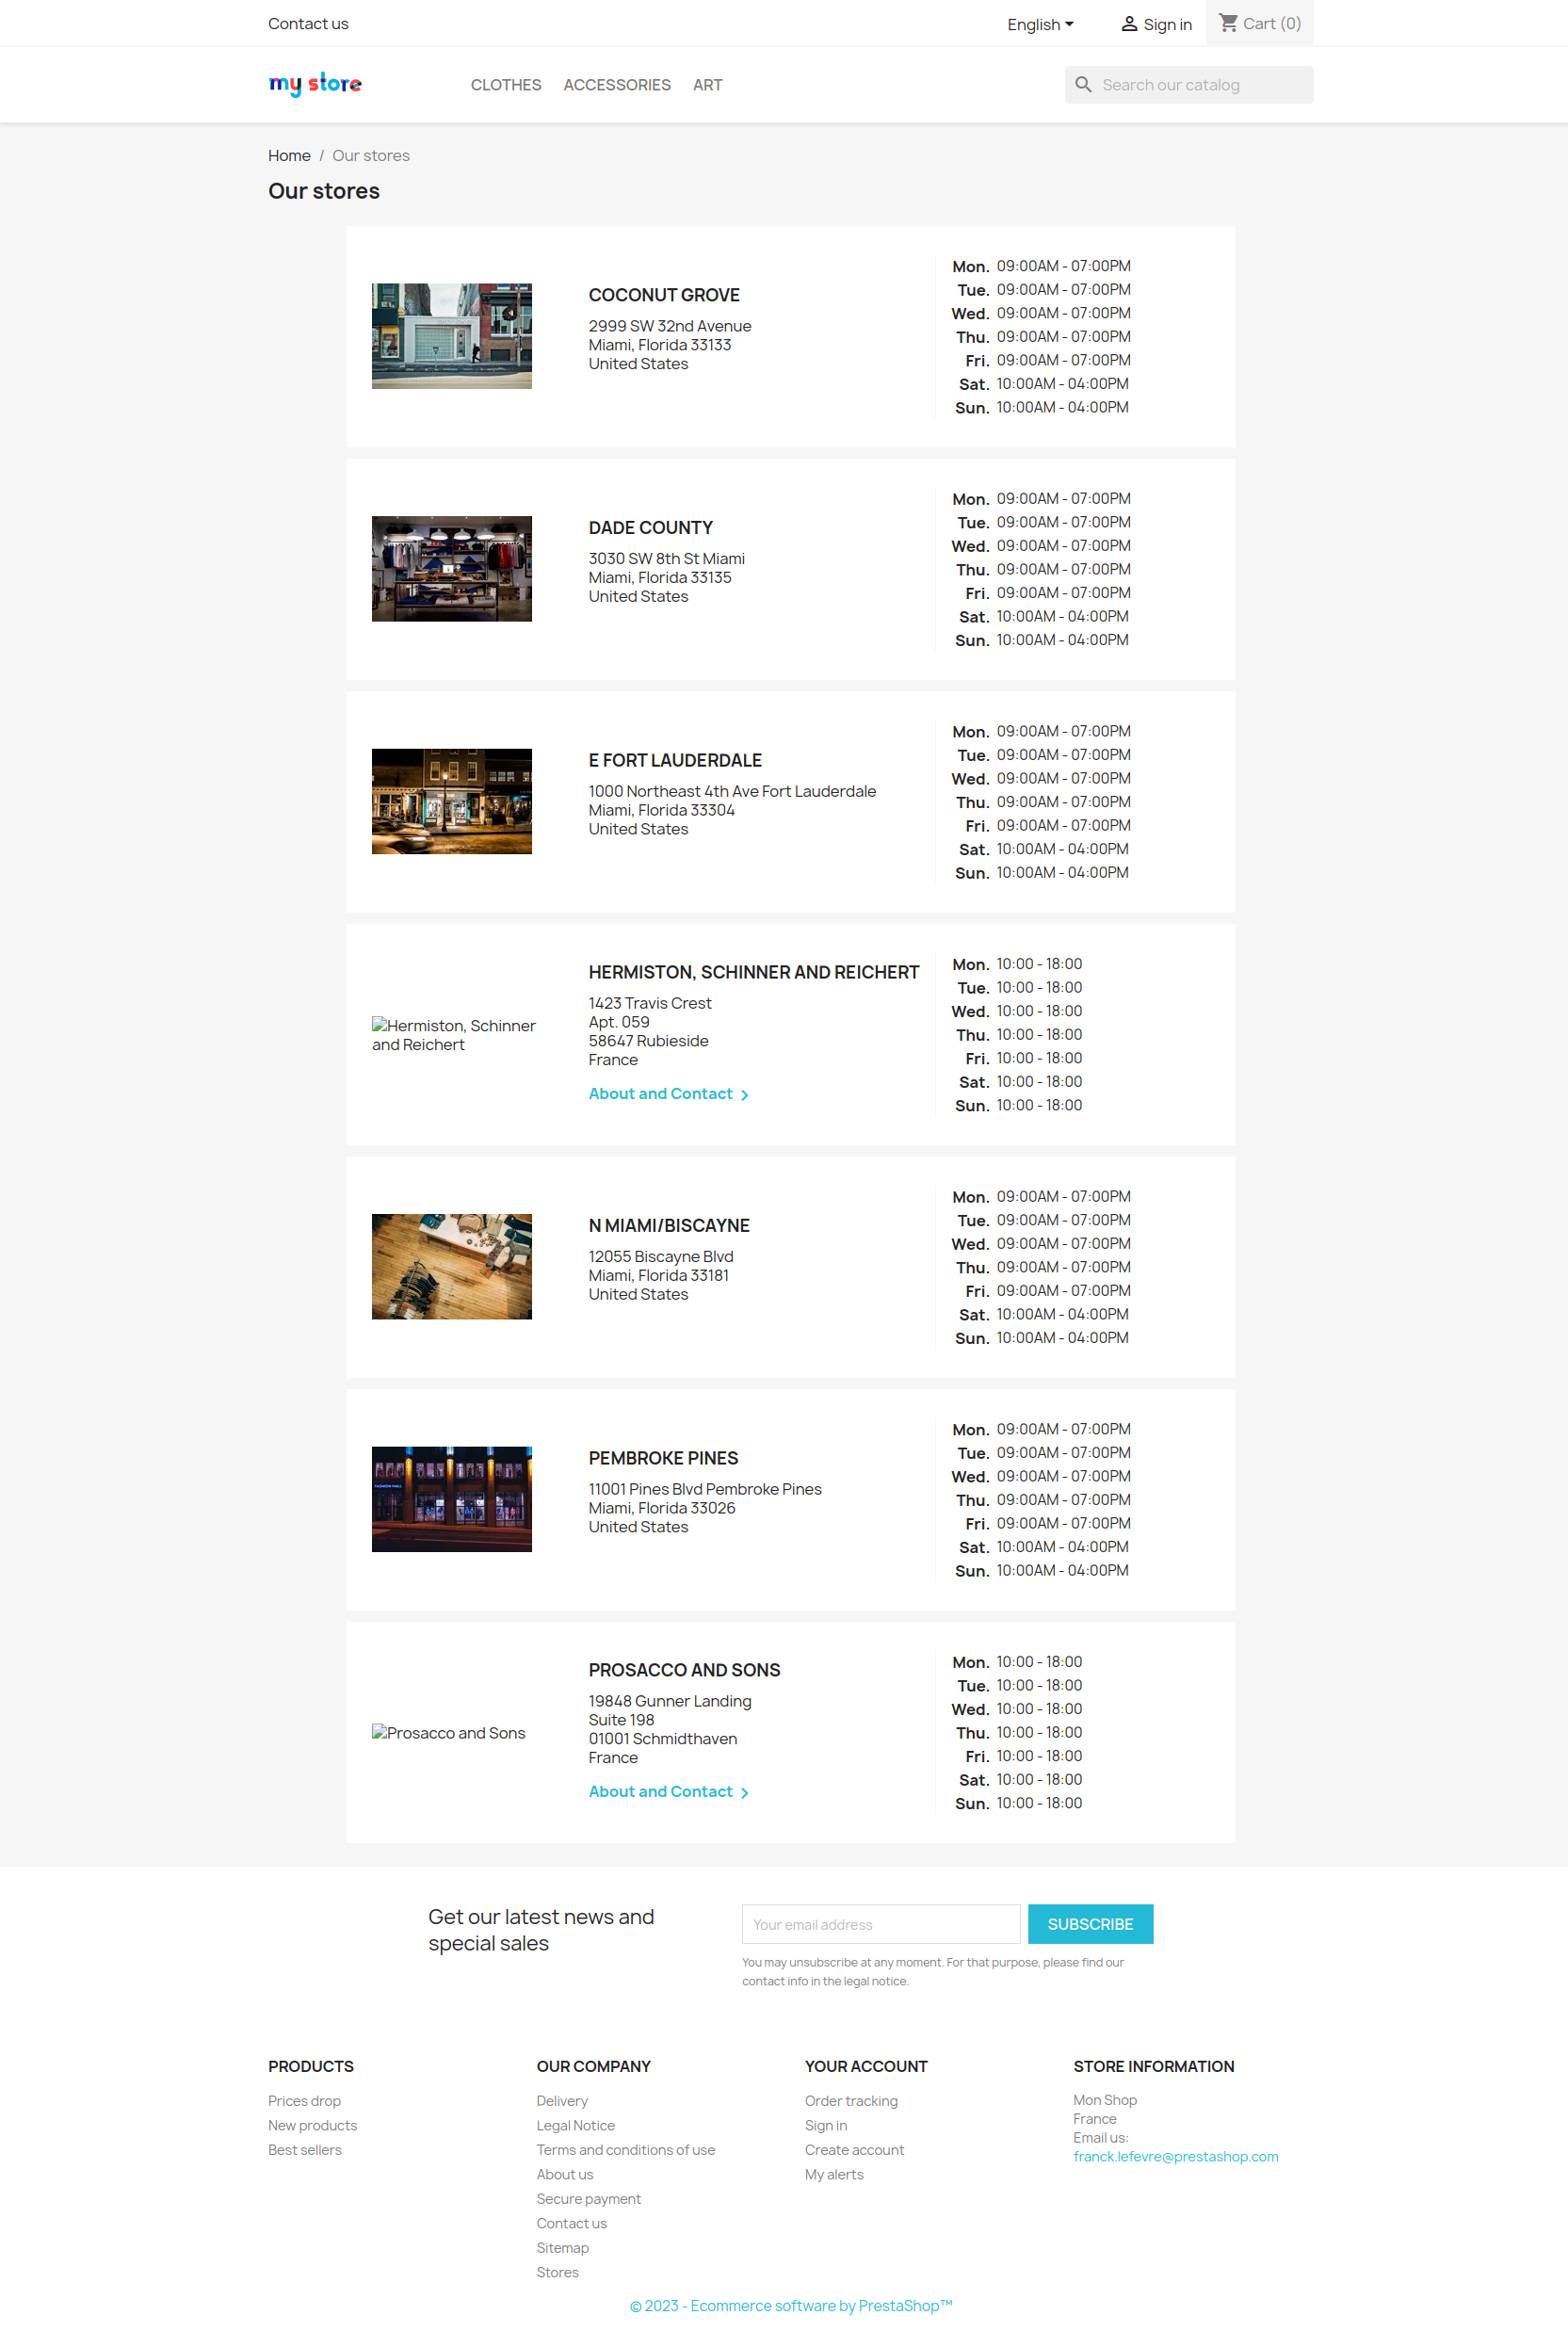 Contact us
English
Sign in
Cart (0)
my store
CLOTHES
ACCESSORIES
ART
Search our catalog
Home / Our stores
Our stores
COCONUT GROVE
2999 SW 32nd Avenue
Miami, Florida 33133
United States
Mon. 09:00AM - 07:00PM
Tue. 09:00AM - 07:00PM
Wed. 09:00AM - 07:00PM
Thu. 09:00AM - 07:00PM
Fri. 09:00AM - 07:00PM
Sat. 10:00AM - 04:00PM
Sun. 10:00AM - 04:00PM
DADE COUNTY
3030 SW 8th St Miami
Miami, Florida 33135
United States
Mon. 09:00AM - 07:00PM
Tue. 09:00AM - 07:00PM
Wed. 09:00AM - 07:00PM
Thu. 09:00AM - 07:00PM
Fri. 09:00AM - 07:00PM
Sat. 10:00AM - 04:00PM
Sun. 10:00AM - 04:00PM
E FORT LAUDERDALE
1000 Northeast 4th Ave Fort Lauderdale
Miami, Florida 33304
United States
Mon. 09:00AM - 07:00PM
Tue. 09:00AM - 07:00PM
Wed. 09:00AM - 07:00PM
Thu. 09:00AM - 07:00PM
Fri. 09:00AM - 07:00PM
Sat. 10:00AM - 04:00PM
Sun. 10:00AM - 04:00PM
Hermiston, Schinner
and Reichert
HERMISTON, SCHINNER AND REICHERT
1423 Travis Crest
Apt. 059
58647 Rubieside
France
About and Contact
Mon. 10:00 - 18:00
Tue. 10:00 - 18:00
Wed. 10:00 - 18:00
Thu. 10:00 - 18:00
Fri. 10:00 - 18:00
Sat. 10:00 - 18:00
Sun. 10:00 - 18:00
N MIAMI/BISCAYNE
12055 Biscayne Blvd
Miami, Florida 33181
United States
Mon. 09:00AM - 07:00PM
Tue. 09:00AM - 07:00PM
Wed. 09:00AM - 07:00PM
Thu. 09:00AM - 07:00PM
Fri. 09:00AM - 07:00PM
Sat. 10:00AM - 04:00PM
Sun. 10:00AM - 04:00PM
FASHION MALL
PEMBROKE PINES
11001 Pines Blvd Pembroke Pines
Miami, Florida 33026
United States
Mon. 09:00AM - 07:00PM
Tue. 09:00AM - 07:00PM
Wed. 09:00AM - 07:00PM
Thu. 09:00AM - 07:00PM
Fri. 09:00AM - 07:00PM
Sat. 10:00AM - 04:00PM
Sun. 10:00AM - 04:00PM
Prosacco and Sons
PROSACCO AND SONS
19848 Gunner Landing
Suite 198
01001 Schmidthaven
France
About and Contact
Mon. 10:00 - 18:00
Tue. 10:00 - 18:00
Wed. 10:00 - 18:00
Thu. 10:00 - 18:00
Fri. 10:00 - 18:00
Sat. 10:00 - 18:00
Sun. 10:00 - 18:00
Get our latest news and
special sales
Your email address
SUBSCRIBE
You may unsubscribe at any moment. For that purpose, please find our
contact info in the legal notice.
PRODUCTS
Prices drop
New products
Best sellers
OUR COMPANY
Delivery
Legal Notice
Terms and conditions of use
About us
Secure payment
Contact us
Sitemap
Stores
YOUR ACCOUNT
Order tracking
Sign in
Create account
My alerts
STORE INFORMATION
Mon Shop
France
Email us:
franck.lefevre@prestashop.com
© 2023 - Ecommerce software by PrestaShop™